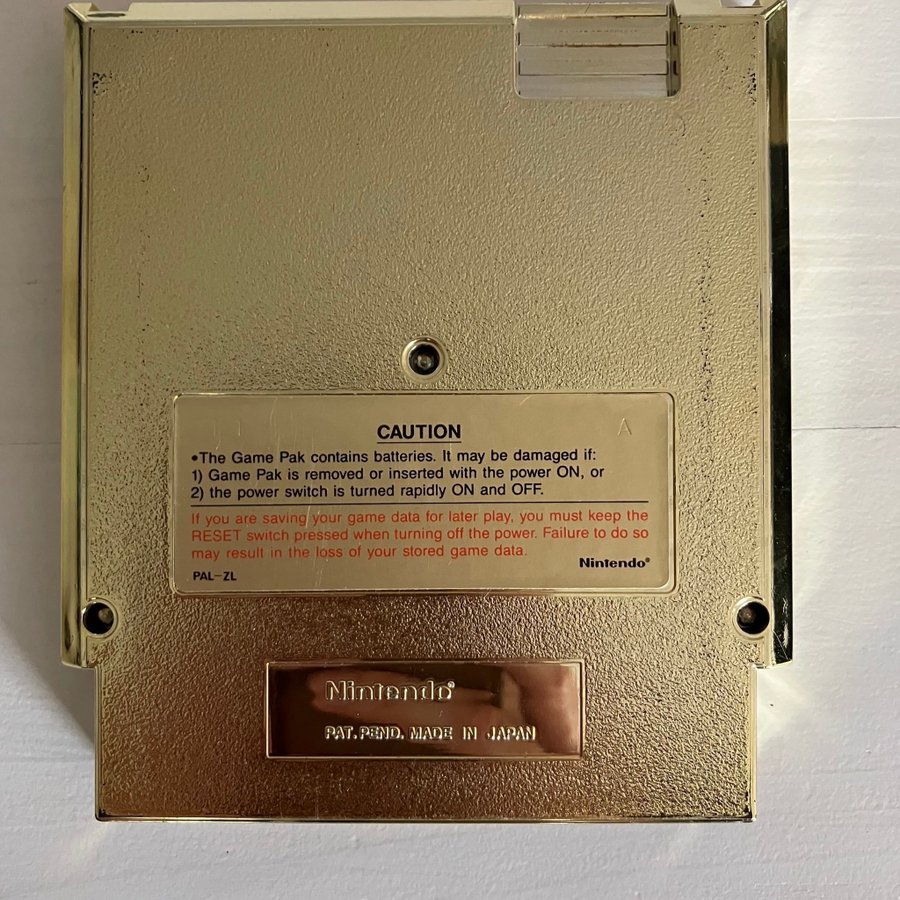 A
CAUTION
•The Game Pak contains batteries. It may be damaged if:
1) Game Pak is removed or inserted with the power ON, or
2) the power switch is turned rapidly ON and OFF.
If you are saving your game data for later play, you must keep the
RESET switch pressed when turning off the power. Failure to do so
may result in the loss of your stored game data.
Nintendo®
PAL-ZL
Nintendo®
PAT. PEND. MADE IN JAPAN